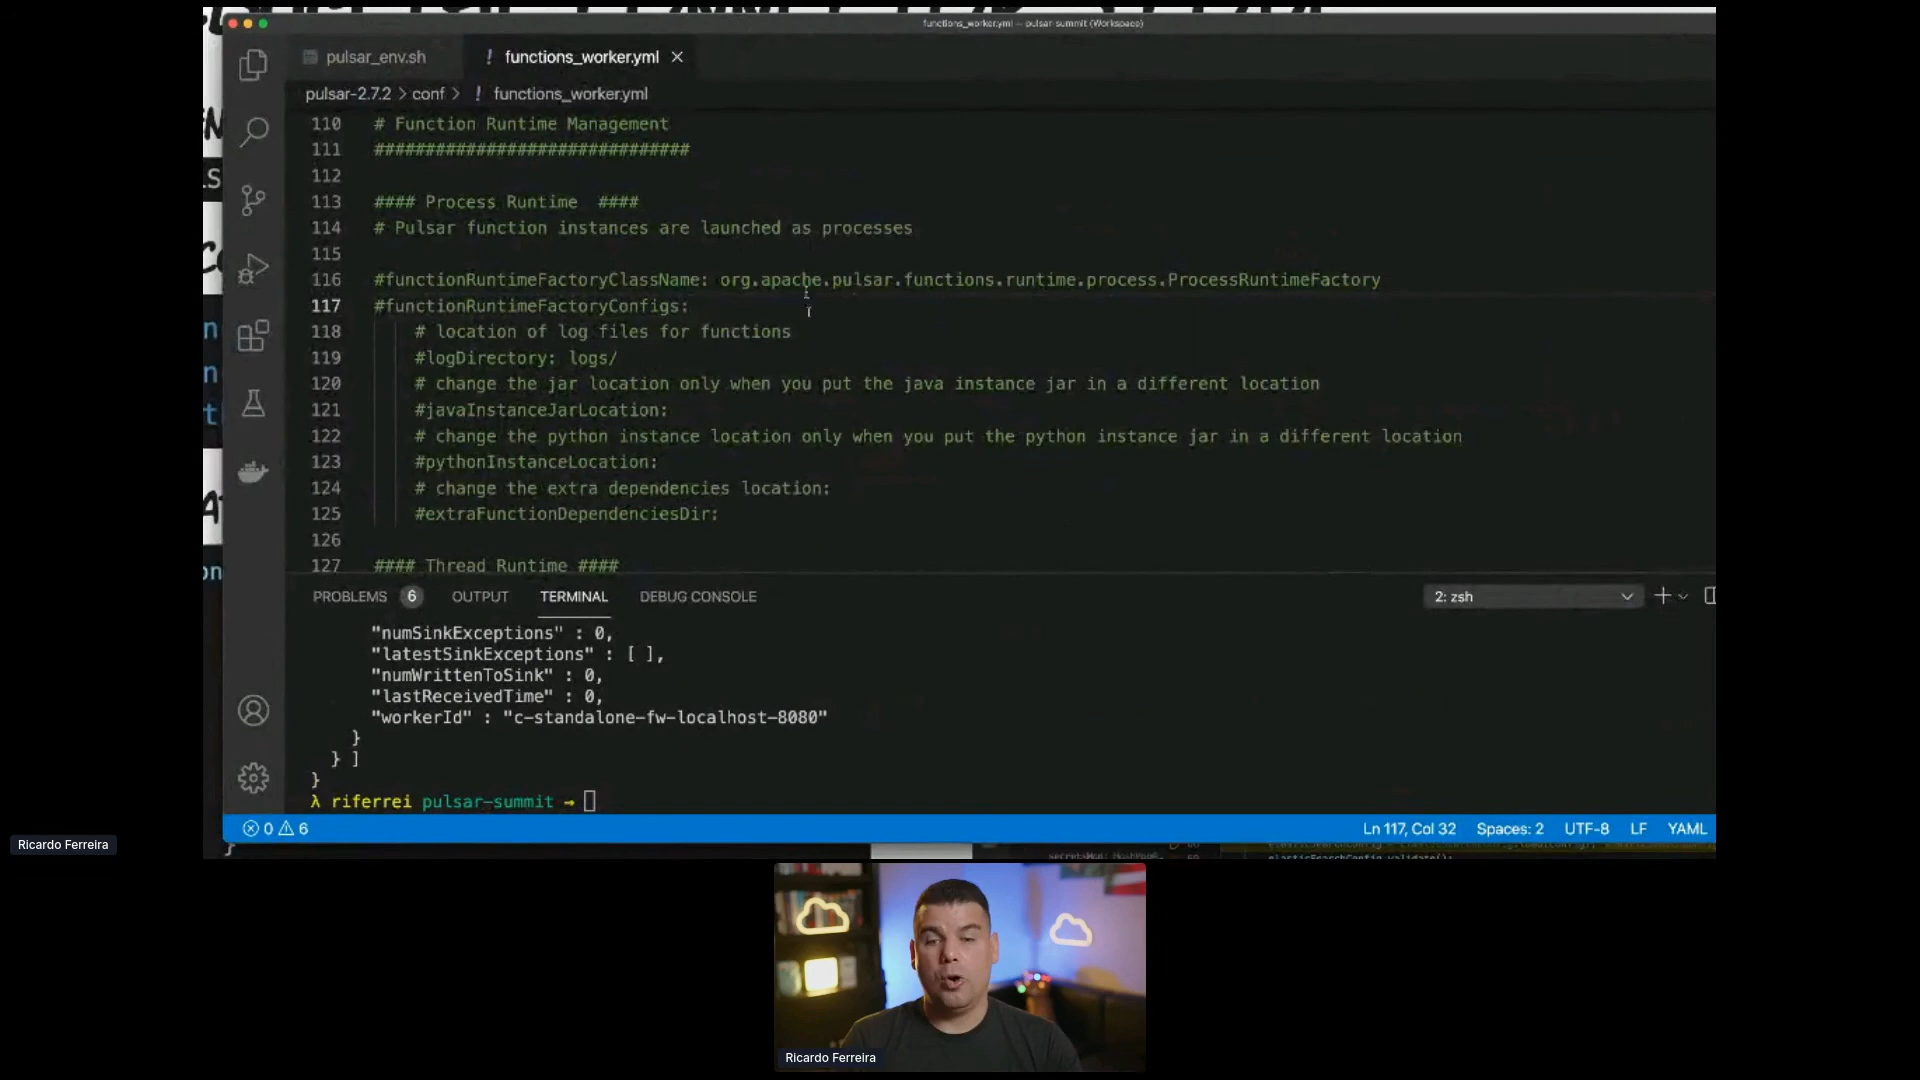 functions_worker.yml — pulsar-summit (Workspace)
pulsar_env.sh
! functions_worker.yml ×
pulsar-2.7.2 > conf > ! functions_worker.yml
110 # Function Runtime Management
111 ###############################
112
113 #### Process Runtime  ####
114 # Pulsar function instances are launched as processes
115
116 #functionRuntimeFactoryClassName: org.apache.pulsar.functions.runtime.process.ProcessRuntimeFactory
117 #functionRuntimeFactoryConfigs:
118 # location of log files for functions
119 #logDirectory: logs/
120 # change the jar location only when you put the java instance jar in a different location
121 #javaInstanceJarLocation:
122 # change the python instance location only when you put the python instance jar in a different location
123 #pythonInstanceLocation:
124 # change the extra dependencies location:
125 #extraFunctionDependenciesDir:
126
127 #### Thread Runtime ####
PROBLEMS 6 OUTPUT TERMINAL DEBUG CONSOLE 2: zsh
"numSinkExceptions" : 0,
"latestSinkExceptions" : [ ],
"numWrittenToSink" : 0,
"lastReceivedTime" : 0,
"workerId" : "c-standalone-fw-localhost-8080"
}
} ]
}
λ riferrei pulsar-summit →
0 6 Ln 117, Col 32 Spaces: 2 UTF-8 LF YAML
Ricardo Ferreira
Ricardo Ferreira